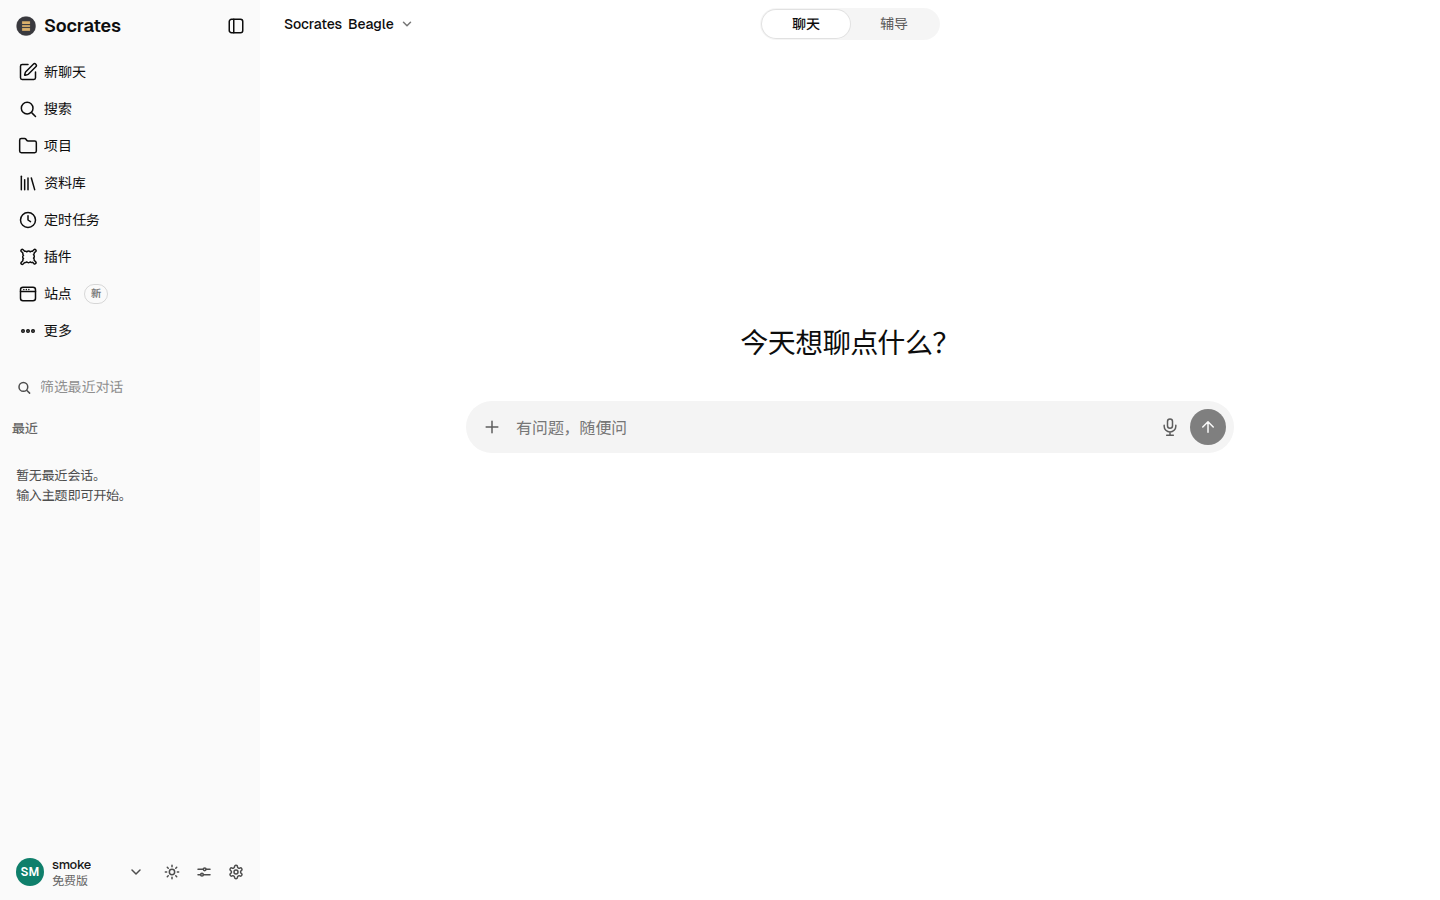 Socrates
新聊天
搜索
项目
资料库
定时任务
插件
站点 新
更多
筛选最近对话
最近
暂无最近会话。
输入主题即可开始。
SM
smoke
免费版
Socrates Beagle
聊天 辅导
今天想聊点什么？
有问题，随便问